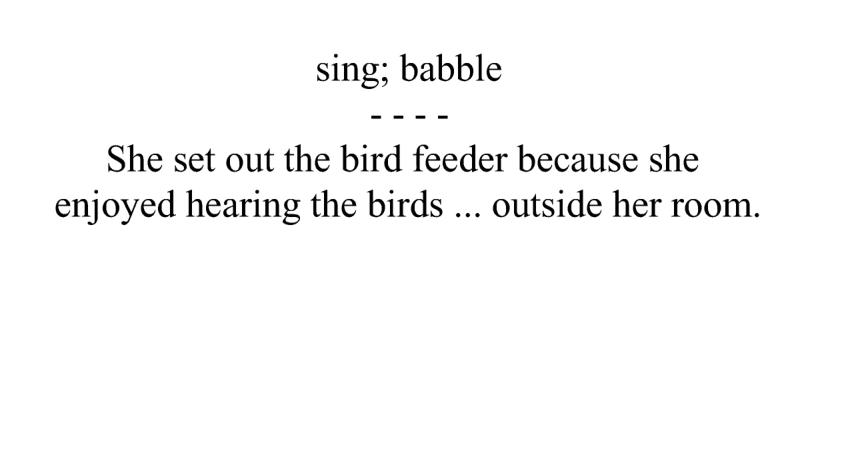 sing; babble
- - - -
She set out the bird feeder because she
enjoyed hearing the birds ... outside her room.